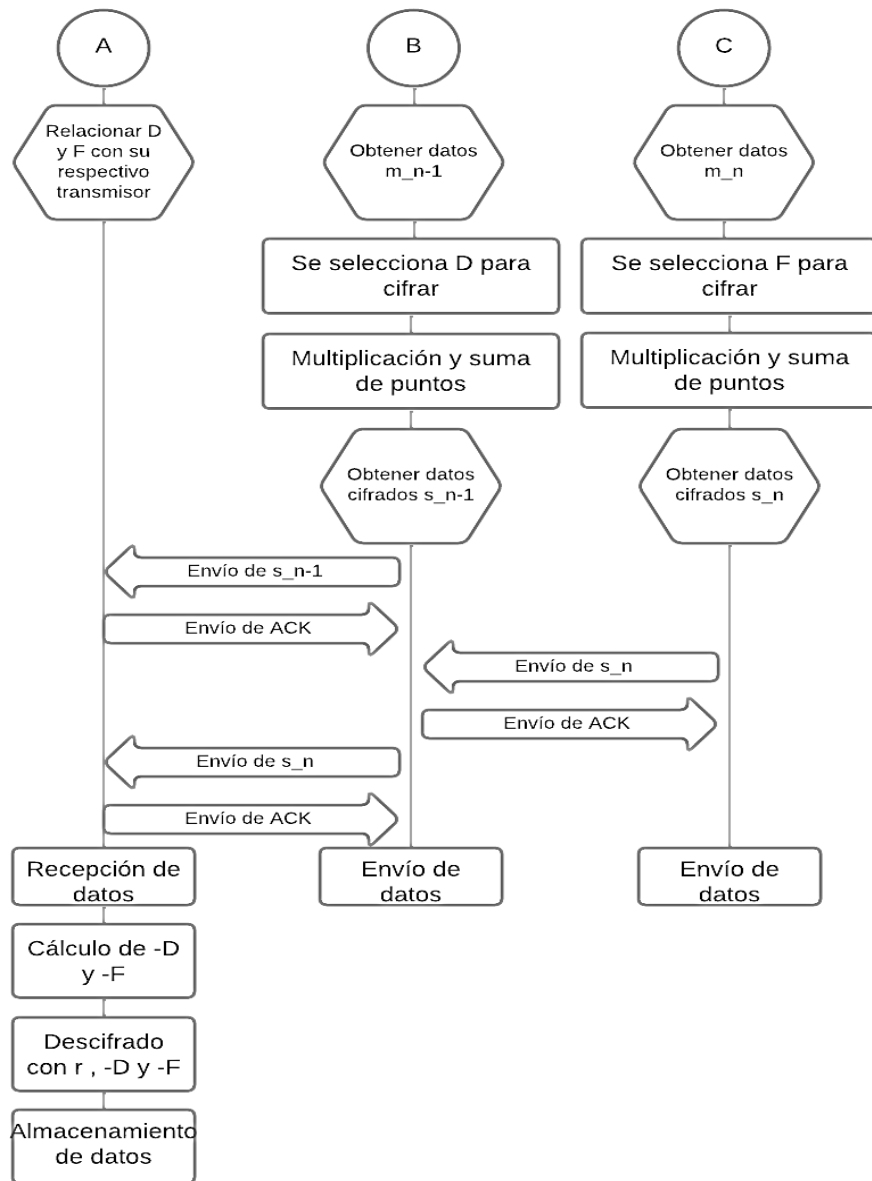 A
B
C
Relacionar D
y F con su
respectivo
transmisor
Obtener datos
m_n-1
Obtener datos
m_n
Se selecciona D para
cifrar
Se selecciona F para
cifrar
Multiplicación y suma
de puntos
Multiplicación y suma
de puntos
Obtener datos
cifrados s_n-1
Obtener datos
cifrados s_n
Envío de s_n-1
Envío de ACK
Envío de s_n
Envío de ACK
Envío de s_n
Envío de ACK
Recepción de
datos
Envío de
datos
Envío de
datos
Cálculo de -D
y -F
Descifrado
con r , -D y -F
Almacenamiento
de datos